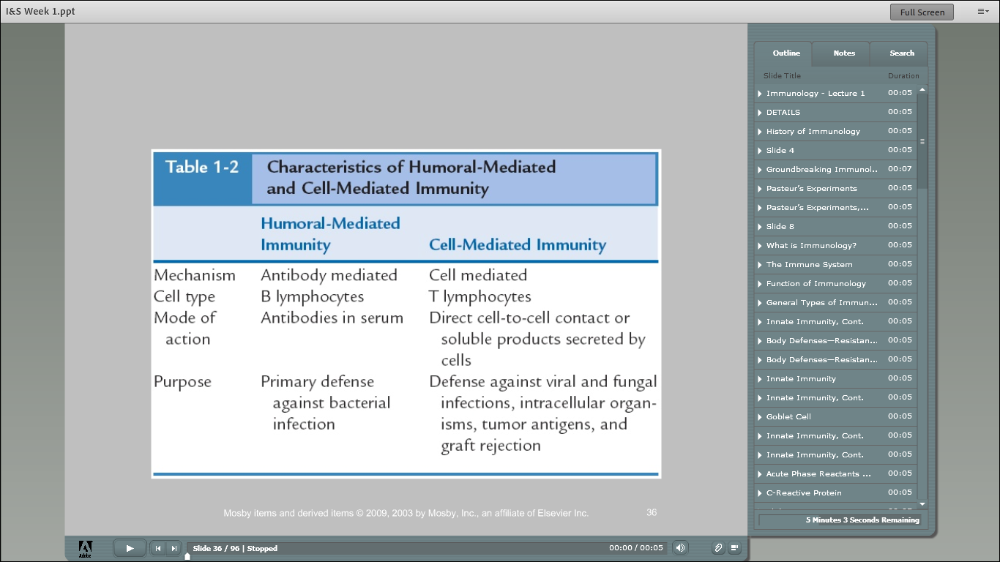 I&S Week 1.ppt
Full Screen
Table 1-2
Characteristics of Humoral-Mediated
and Cell-Mediated Immunity
Humoral-Mediated
Immunity
Cell-Mediated Immunity
Mechanism
Antibody mediated
Cell mediated
Cell type
B lymphocytes
T lymphocytes
Mode of
action
Antibodies in serum
Direct cell-to-cell contact or
soluble products secreted by
cells
Purpose
Primary defense
against bacterial
infection
Defense against viral and fungal
infections, intracellular organ-
isms, tumor antigens, and
graft rejection
Mosby items and derived items © 2009, 2003 by Mosby, Inc., an affiliate of Elsevier Inc.
36
Outline
Notes
Search
Slide Title Duration
Immunology - Lecture 1 00:05
DETAILS 00:05
History of Immunology 00:05
Slide 4 00:05
Groundbreaking Immunol.. 00:07
Pasteur's Experiments 00:05
Pasteur's Experiments,... 00:05
Slide 8 00:05
What is Immunology? 00:05
The Immune System 00:05
Function of Immunology 00:05
General Types of Immun... 00:05
Innate Immunity, Cont. 00:05
Body Defenses—Resistan... 00:05
Body Defenses—Resistan... 00:05
Innate Immunity 00:05
Innate Immunity, Cont. 00:05
Goblet Cell 00:05
Innate Immunity, Cont. 00:05
Innate Immunity, Cont. 00:05
Acute Phase Reactants ... 00:05
C-Reactive Protein 00:05
5 Minutes 3 Seconds Remaining
Adobe
Slide 36 / 96 | Stopped
00:00 / 00:05